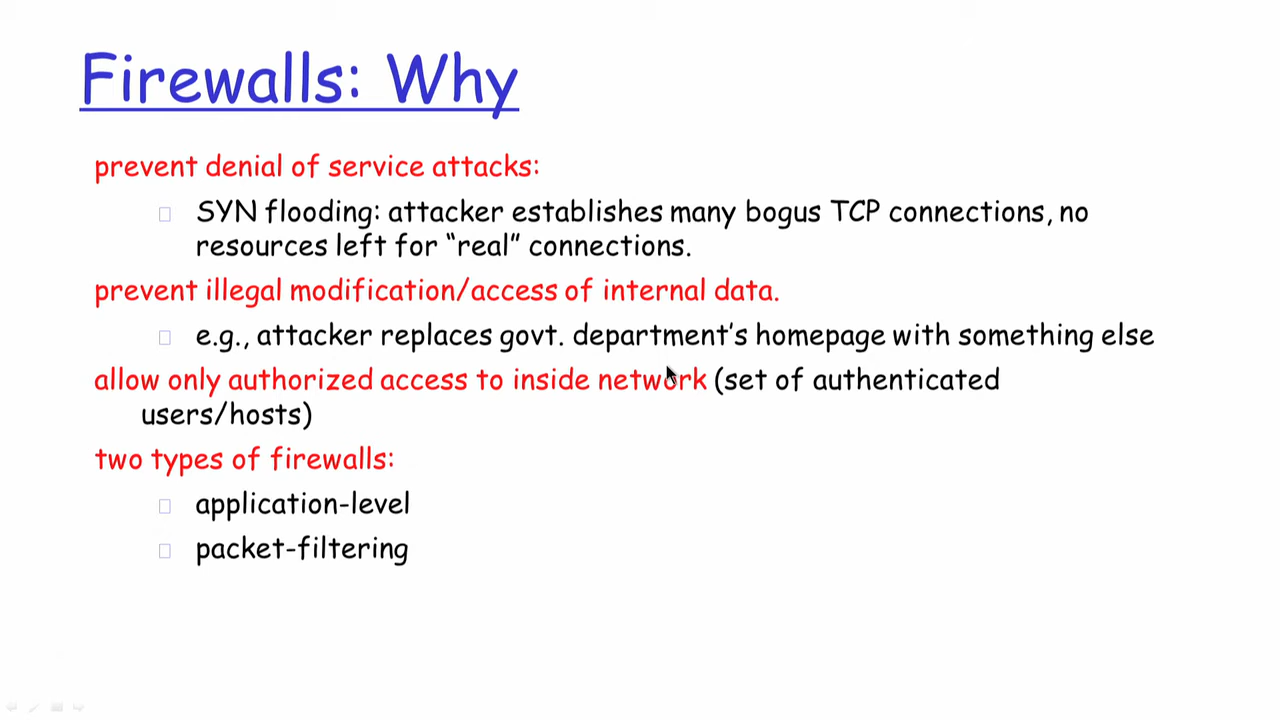 Firewalls: Why
prevent denial of service attacks:
SYN flooding: attacker establishes many bogus TCP connections, no
resources left for “real” connections.
prevent illegal modification/access of internal data.
e.g., attacker replaces govt. department’s homepage with something else
allow only authorized access to inside network (set of authenticated
users/hosts)
two types of firewalls:
application-level
packet-filtering